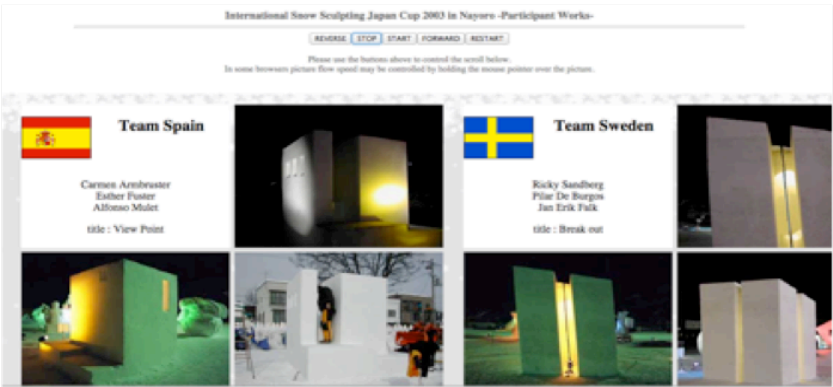 International Snow Sculpting Japan Cup 2003 in Nayoro -Participant Works-
REVERSE STOP START FORWARD RESTART
Please use the buttons above to control the scroll below.
In some browsers picture flow speed may be controlled by holding the mouse pointer over the picture.
Team Spain
Carmen Armbruster
Esther Fuster
Alfonso Mulet
title : View Point
Team Sweden
Ricky Sandberg
Pilar De Burgos
Jan Erik Falk
title : Break out